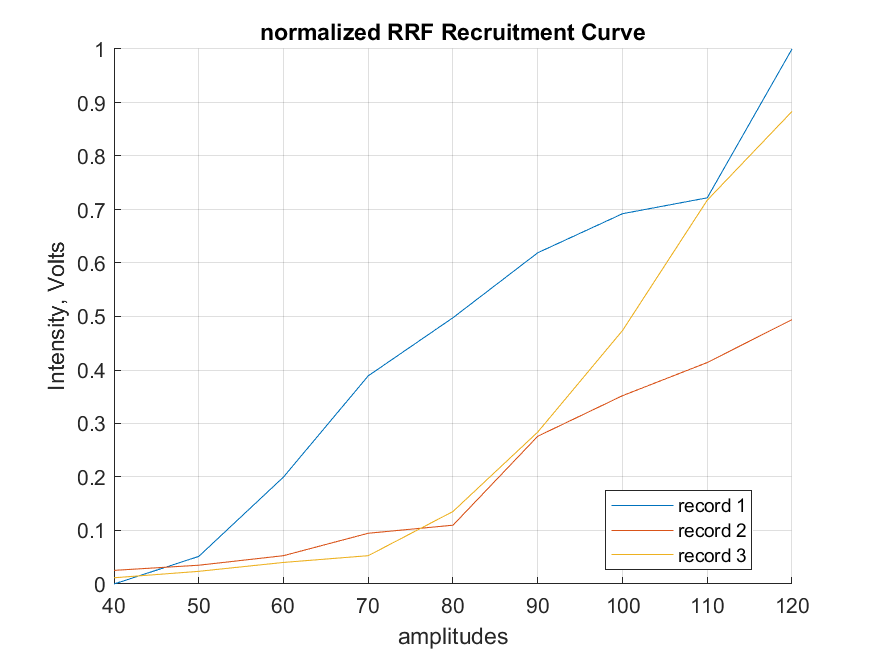 normalized RRF Recruitment Curve
1
0.9
0.8
0.7
0.6
0.5
0.4
0.3
0.2
0.1
0
Intensity, Volts
record 1
record 2
record 3
40 50 60 70 80 90 100 110 120
amplitudes